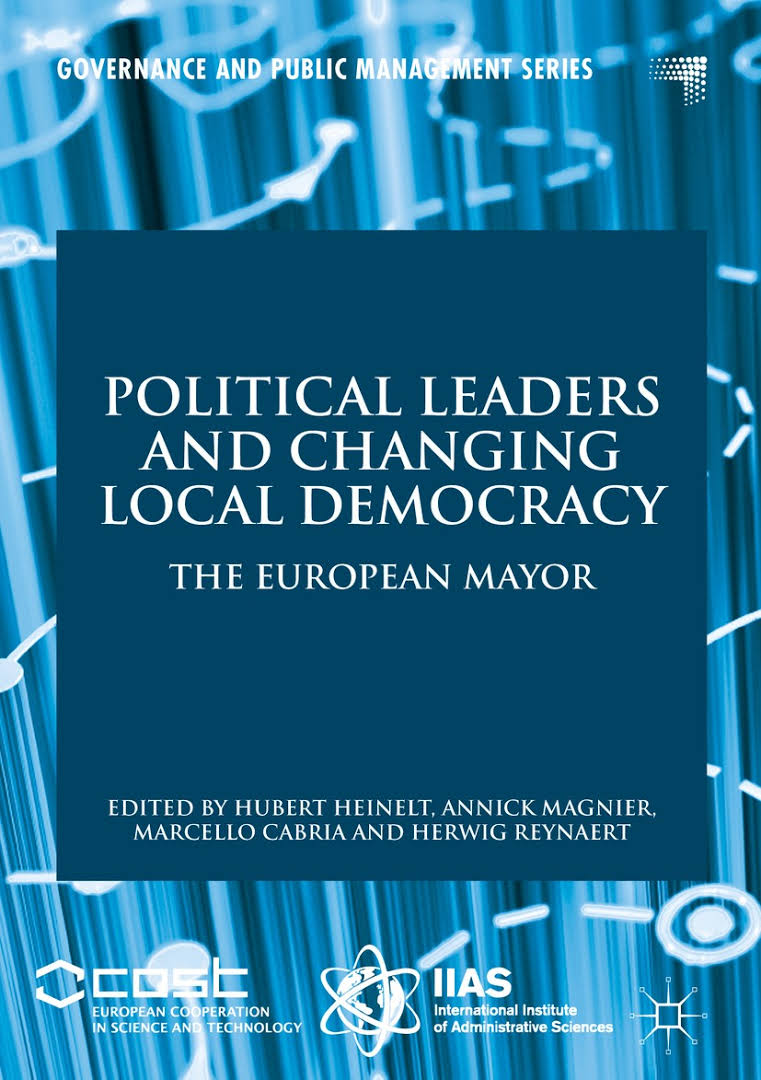 GOVERNANCE AND PUBLIC MANAGEMENT SERIES
POLITICAL LEADERS
AND CHANGING
LOCAL DEMOCRACY
THE EUROPEAN MAYOR
EDITED BY HUBERT HEINELT, ANNICK MAGNIER,
MARCELLO CABRIA AND HERWIG REYNAERT
cost
EUROPEAN COOPERATION
IN SCIENCE AND TECHNOLOGY
IIAS
International Institute
of Administrative Sciences